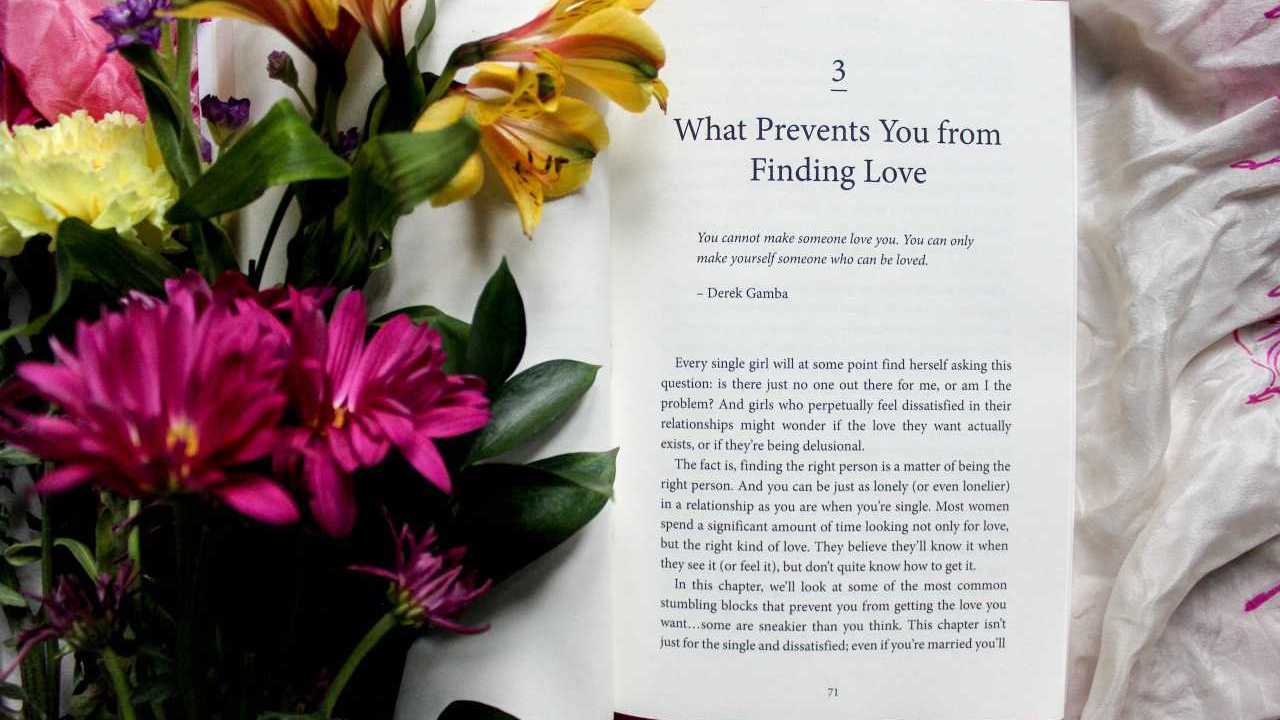 3
What Prevents You from
Finding Love
You cannot make someone love you. You can only
make yourself someone who can be loved.
– Derek Gamba
Every single girl will at some point find herself asking this
question: is there just no one out there for me, or am I the
problem? And girls who perpetually feel dissatisfied in their
relationships might wonder if the love they want actually
exists, or if they're being delusional.
The fact is, finding the right person is a matter of being the
right person. And you can be just as lonely (or even lonelier)
in a relationship as you are when you're single. Most women
spend a significant amount of time looking not only for love,
but the right kind of love. They believe they'll know it when
they see it (or feel it), but don't quite know how to get it.
In this chapter, we'll look at some of the most common
stumbling blocks that prevent you from getting the love you
want…some are sneakier than you think. This chapter isn't
just for the single and dissatisfied; even if you're married you'll
71